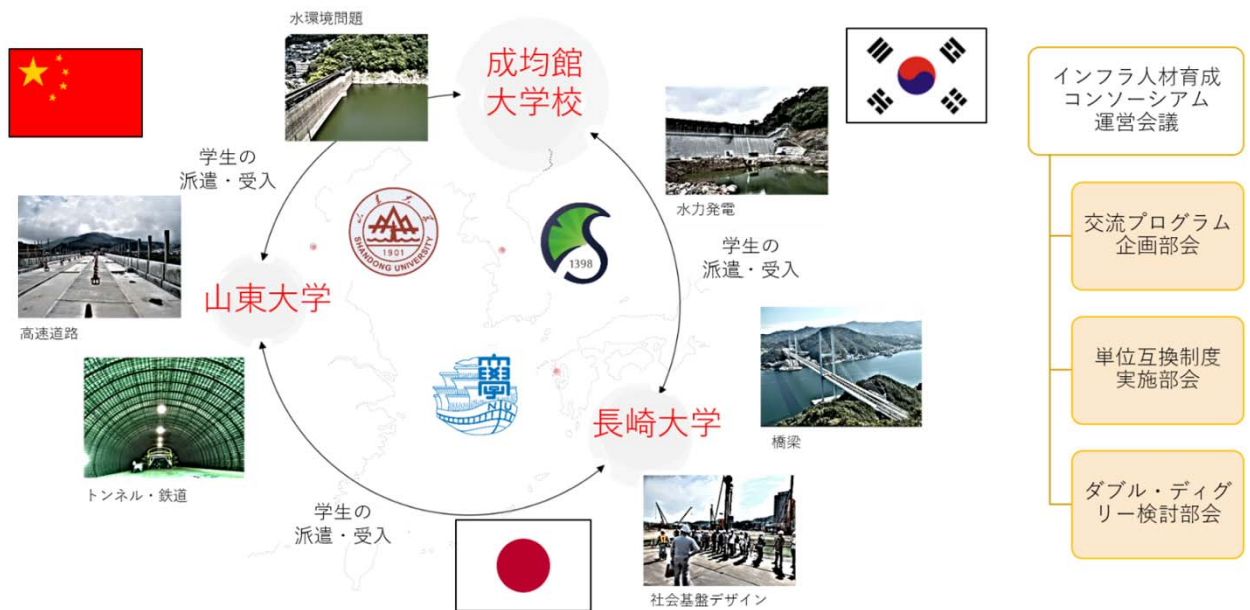 水環境問題
成均館
大学校
学生の
派遣・受入
水力発電
学生の
派遣・受入
SHANDONG UNIVERSITY
1901
1398
高速道路
山東大学
NJU
長崎大学
橋梁
トンネル・鉄道
学生の
派遣・受入
社会基盤デザイン
インフラ人材育成
コンソーシアム
運営会議
交流プログラム
企画部会
単位互換制度
実施部会
ダブル・ディグ
リー検討部会